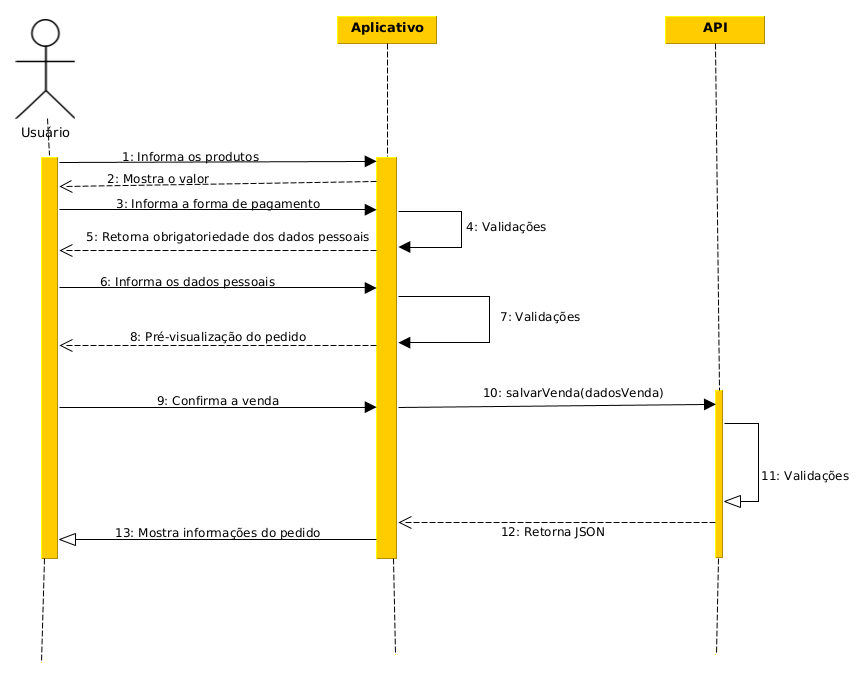 Aplicativo
API
Usuário
1: Informa os produtos
2: Mostra o valor
3: Informa a forma de pagamento
4: Validações
5: Retorna obrigatoriedade dos dados pessoais
6: Informa os dados pessoais
7: Validações
8: Pré-visualização do pedido
9: Confirma a venda
10: salvarVenda(dadosVenda)
11: Validações
12: Retorna JSON
13: Mostra informações do pedido